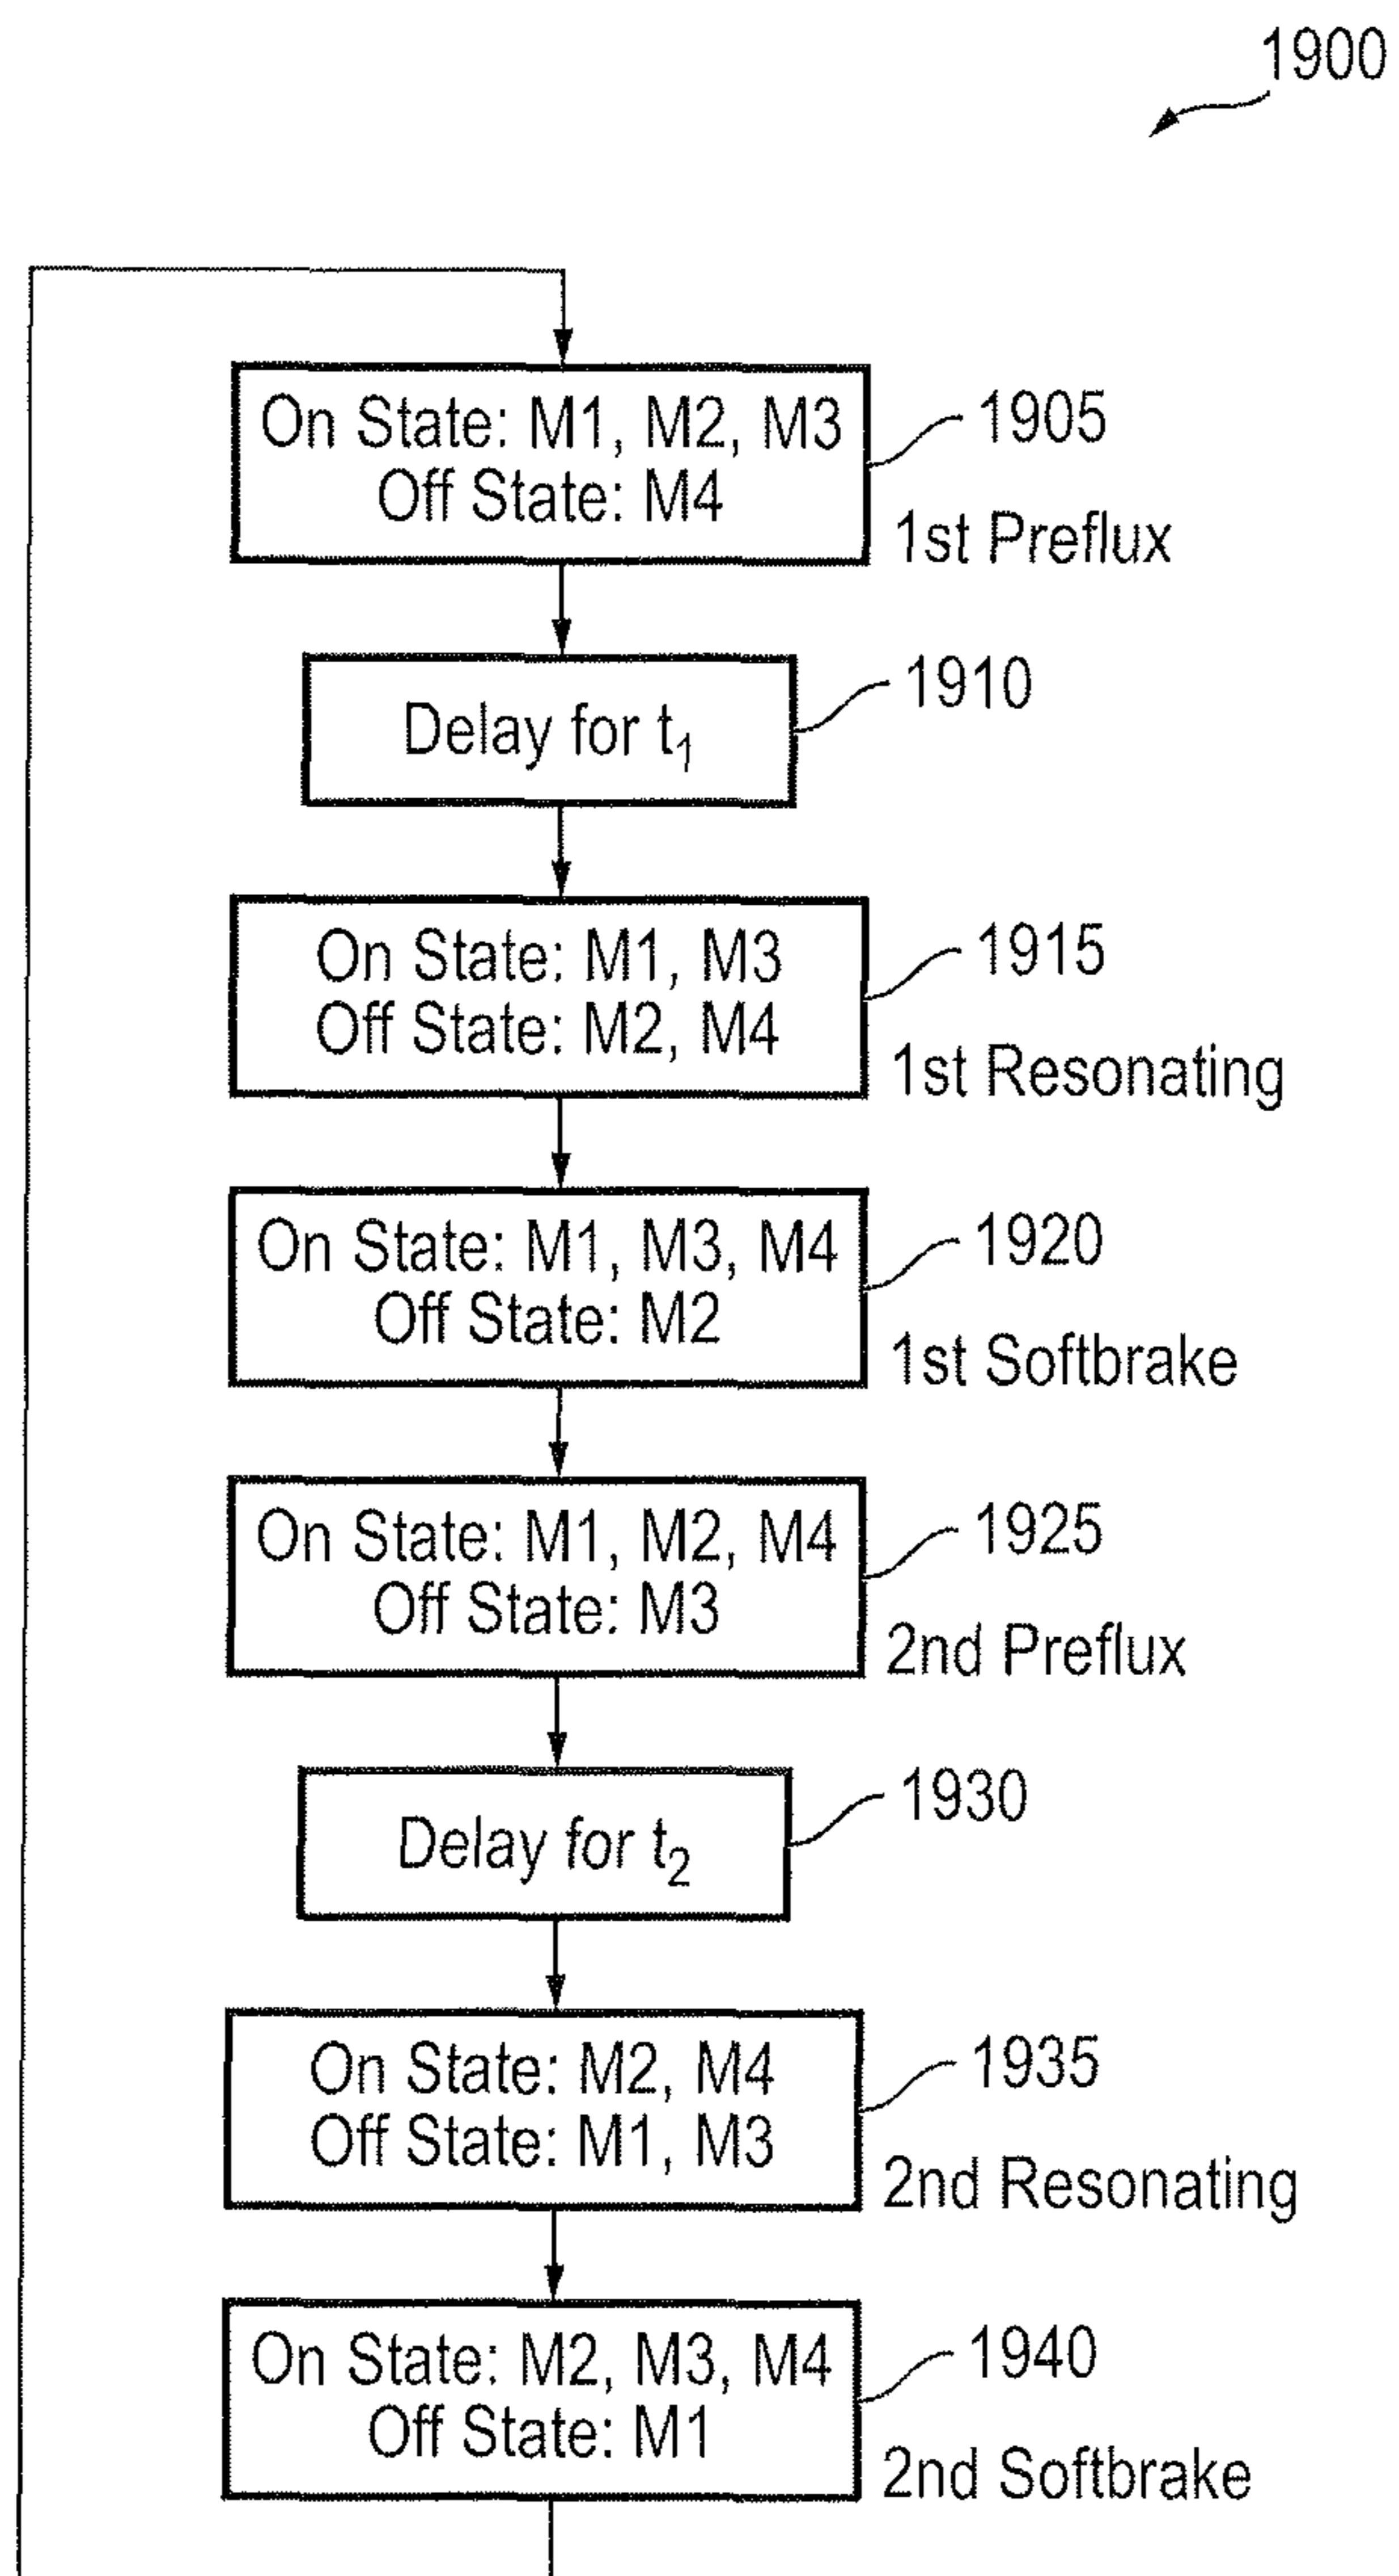 1900
On State: M1, M2, M3
Off State: M4
1905
1st Preflux
Delay for t₁
1910
On State: M1, M3
Off State: M2, M4
1915
1st Resonating
On State: M1, M3, M4
Off State: M2
1920
1st Softbrake
On State: M1, M2, M4
Off State: M3
1925
2nd Preflux
Delay for t₂
1930
On State: M2, M4
Off State: M1, M3
1935
2nd Resonating
On State: M2, M3, M4
Off State: M1
1940
2nd Softbrake